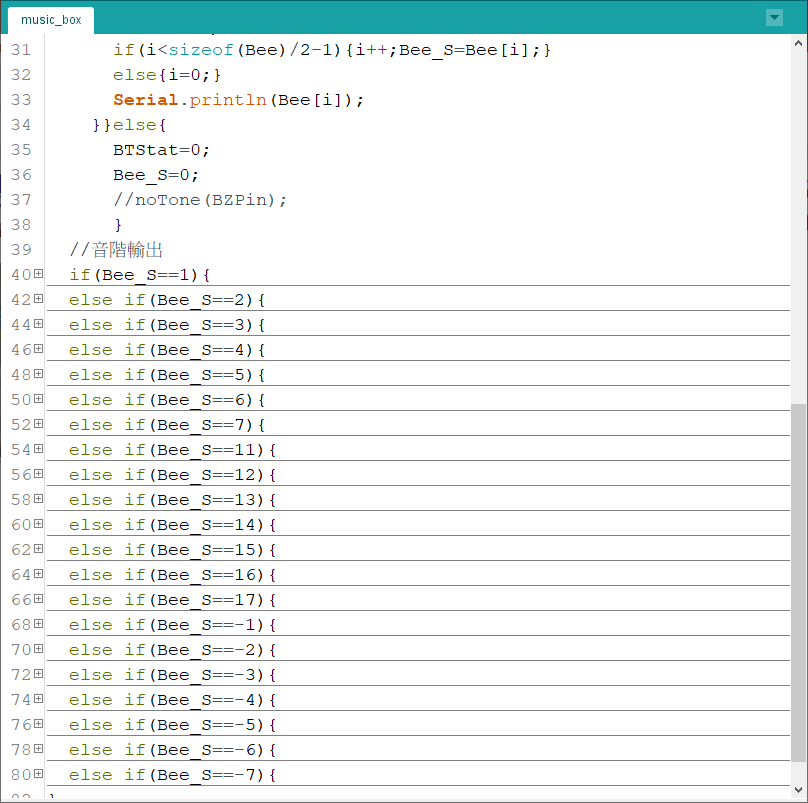 music_box
31 if(i<sizeof(Bee)/2-1){i++;Bee_S=Bee[i];}
32 else{i=0;}
33 Serial.println(Bee[i]);
34 }}else{
35 BTStat=0;
36 Bee_S=0;
37 //noTone(BZPin);
38 }
39 //音階輸出
40 if(Bee_S==1){
42 else if(Bee_S==2){
44 else if(Bee_S==3){
46 else if(Bee_S==4){
48 else if(Bee_S==5){
50 else if(Bee_S==6){
52 else if(Bee_S==7){
54 else if(Bee_S==11){
56 else if(Bee_S==12){
58 else if(Bee_S==13){
60 else if(Bee_S==14){
62 else if(Bee_S==15){
64 else if(Bee_S==16){
66 else if(Bee_S==17){
68 else if(Bee_S==-1){
70 else if(Bee_S==-2){
72 else if(Bee_S==-3){
74 else if(Bee_S==-4){
76 else if(Bee_S==-5){
78 else if(Bee_S==-6){
80 else if(Bee_S==-7){